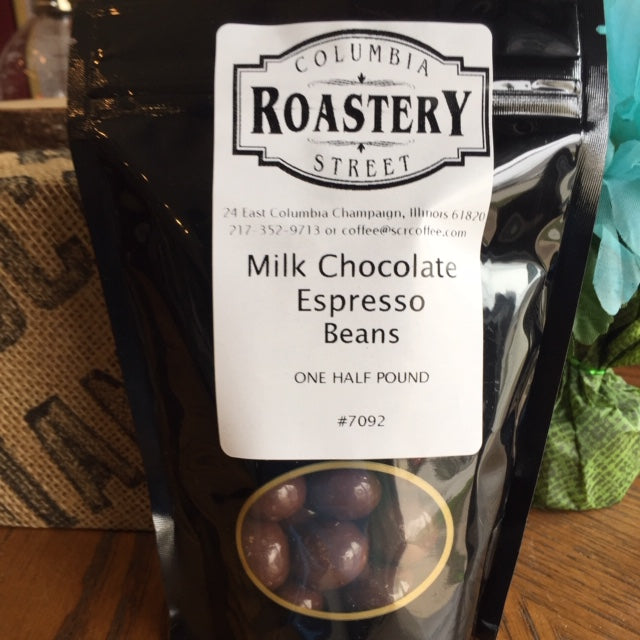 COLUMBIA
ROASTERY
STREET
24 East Columbia Champaign, Illinois 61820
217-352-9713 or coffee@scrcoffee.com
Milk Chocolate
Espresso
Beans
ONE HALF POUND
#7092